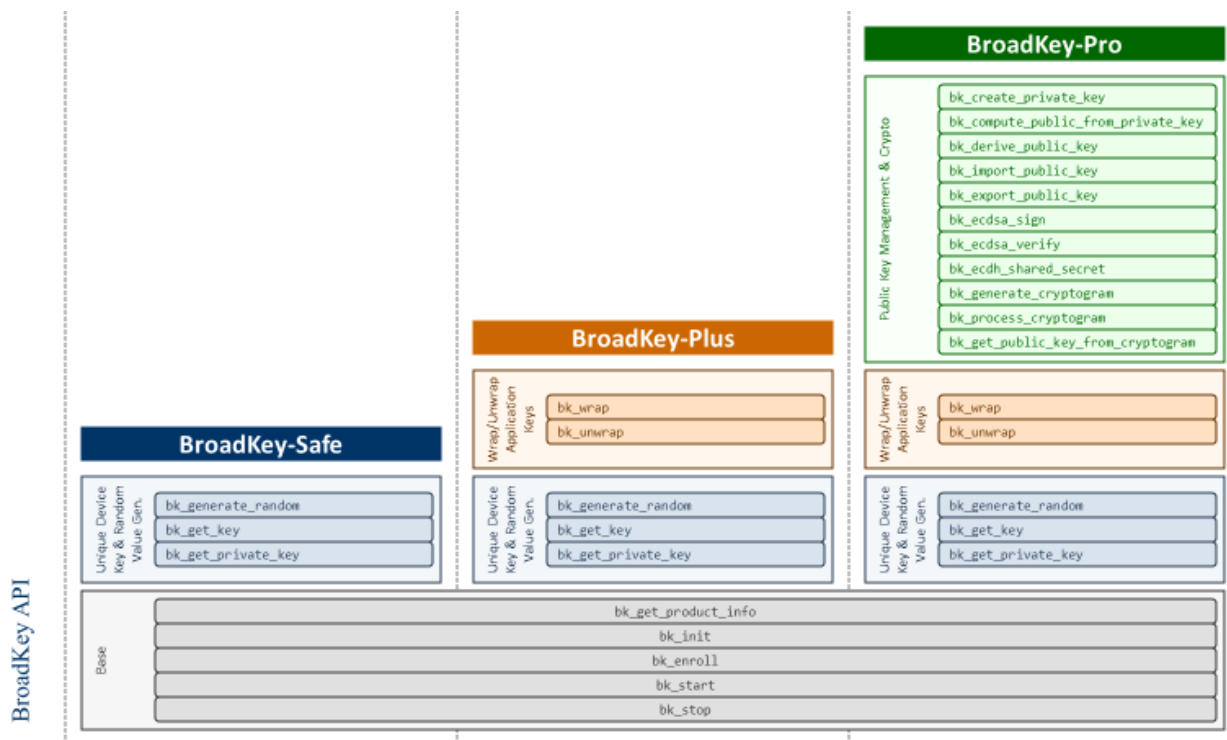 BroadKey-Pro
Public Key Management & Crypto
bk_create_private_key
bk_compute_public_from_private_key
bk_derive_public_key
bk_import_public_key
bk_export_public_key
bk_ecdsa_sign
bk_ecdsa_verify
bk_ecdh_shared_secret
bk_generate_cryptogram
bk_process_cryptogram
bk_get_public_key_from_cryptogram
BroadKey-Plus
Wrap/Unwrap
Application
Keys
bk_wrap
bk_unwrap
Wrap/Unwrap
Application
Keys
bk_wrap
bk_unwrap
BroadKey-Safe
Unique Device
Key & Random
Value Gen.
bk_generate_random
bk_get_key
bk_get_private_key
Unique Device
Key & Random
Value Gen.
bk_generate_random
bk_get_key
bk_get_private_key
Unique Device
Key & Random
Value Gen.
bk_generate_random
bk_get_key
bk_get_private_key
BroadKey API
Base
bk_get_product_info
bk_init
bk_enroll
bk_start
bk_stop